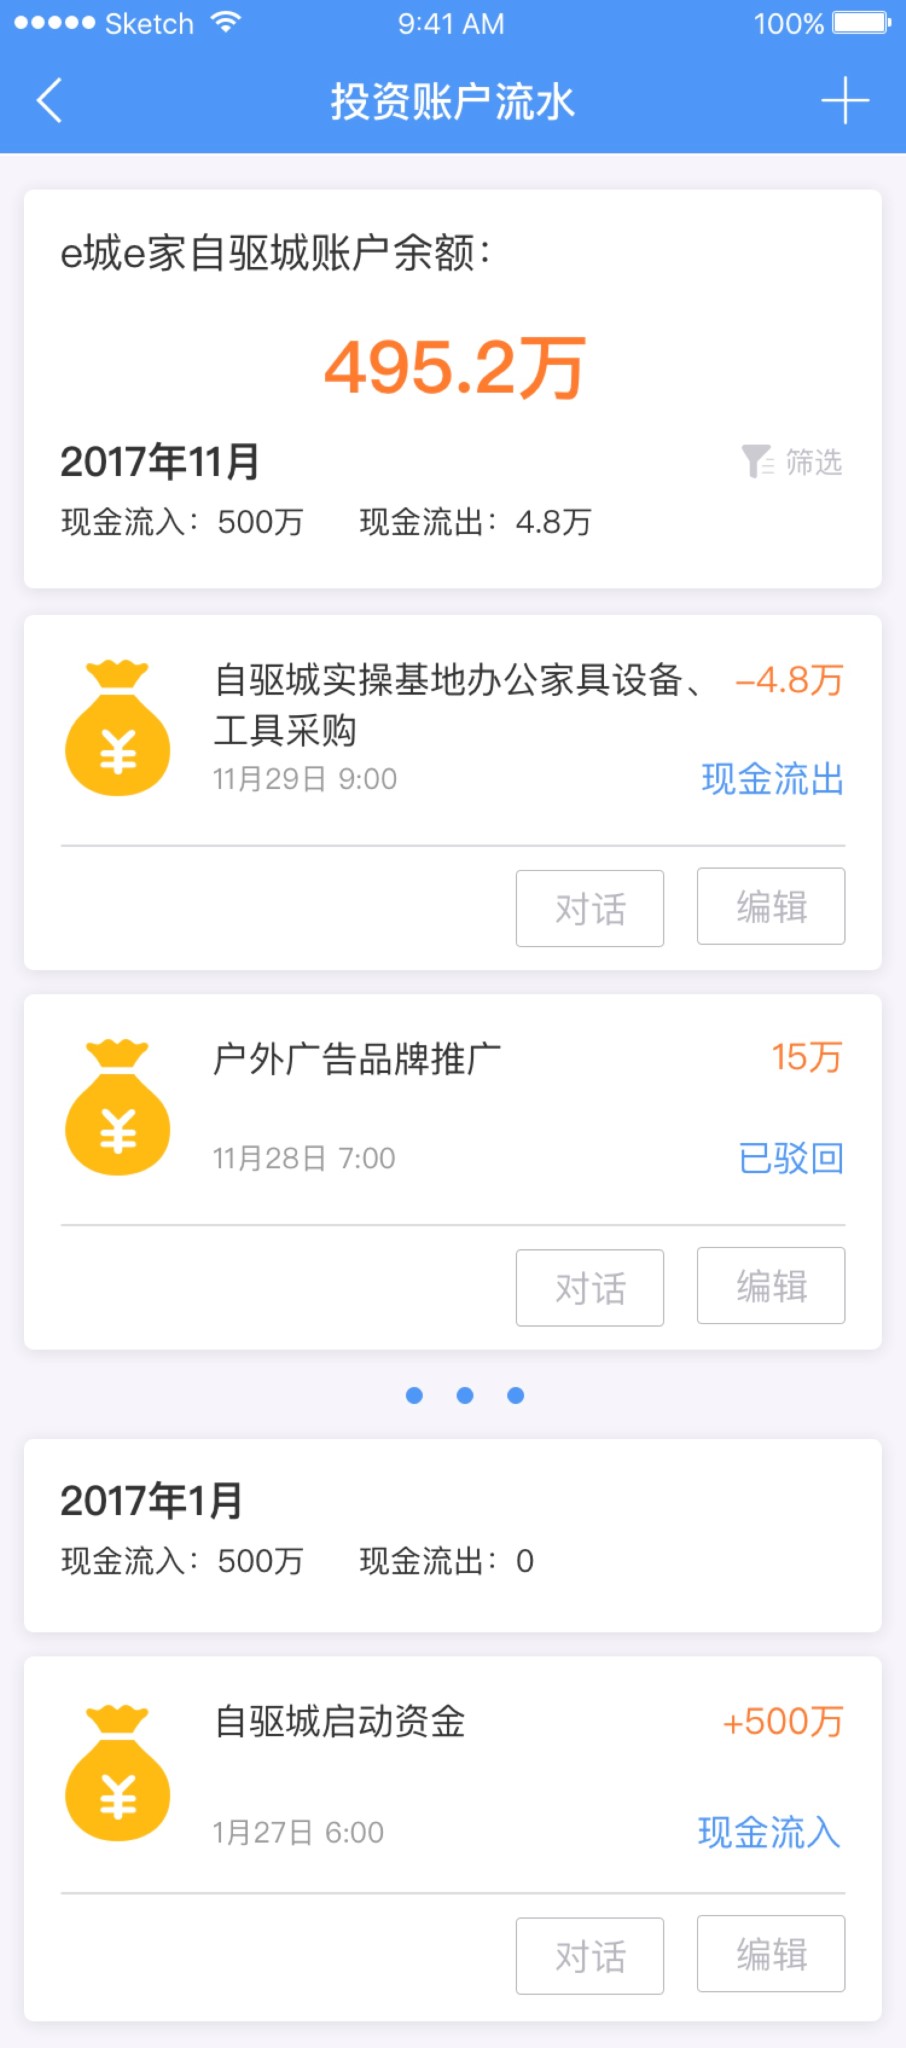 Sketch 9:41 AM 100%
投资账户流水
e城e家自驱城账户余额：
495.2万
2017年11月 筛选
现金流入：500万 现金流出：4.8万
自驱城实操基地办公家具设备、 -4.8万
工具采购
11月29日 9:00 现金流出
对话 编辑
¥
户外广告品牌推广 15万
11月28日 7:00 已驳回
¥
对话 编辑
2017年1月
现金流入：500万 现金流出：0
自驱城启动资金 +500万
¥
1月27日 6:00 现金流入
对话 编辑